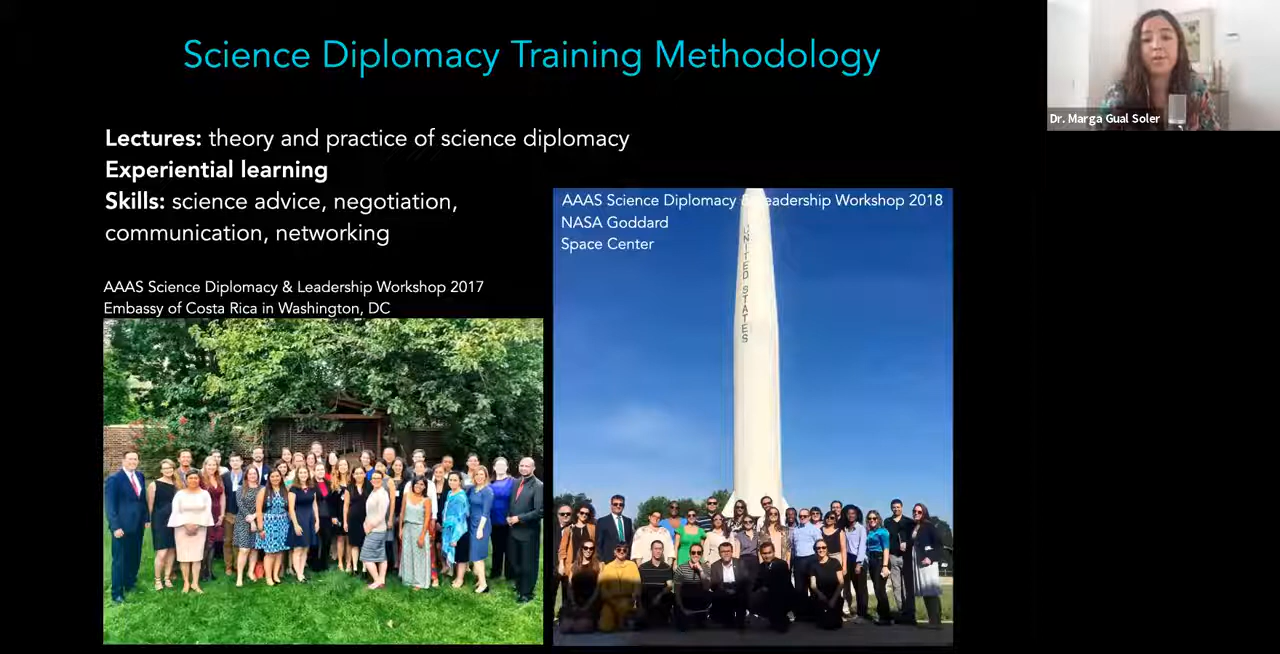 Science Diplomacy Training Methodology
Dr. Marga Gual Soler
Lectures: theory and practice of science diplomacy
Experiential learning
Skills: science advice, negotiation,
communication, networking
AAAS Science Diplomacy & Leadership Workshop 2018
NASA Goddard
Space Center
UNITED STATES
AAAS Science Diplomacy & Leadership Workshop 2017
Embassy of Costa Rica in Washington, DC